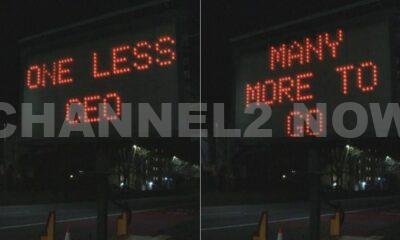 ONE LESS
CEO
MANY
MORE TO
GO
CHANNEL2 NOW